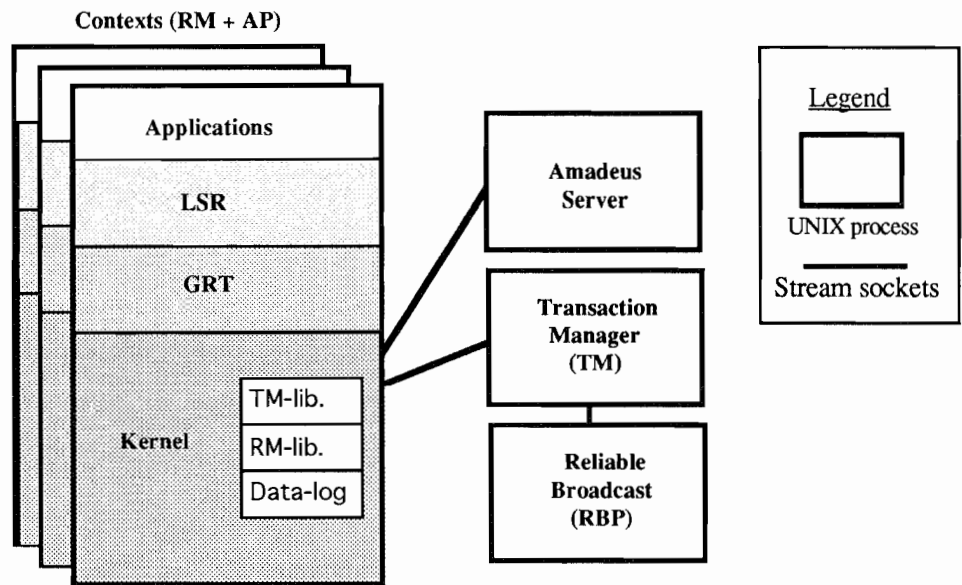 Contexts (RM + AP)
Applications
LSR
GRT
Kernel
TM-lib.
RM-lib.
Data-log
Amadeus
Server
Transaction
Manager
(TM)
Reliable
Broadcast
(RBP)
Legend
UNIX process
Stream sockets